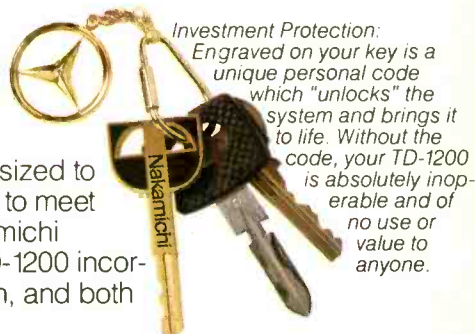 Investment Protection:
Engraved on your key is a
unique personal code
which "unlocks" the
system and brings it
to life. Without the
code, your TD-1200
is absolutely inop-
erable and of
no use or
value to
anyone.
Nakamichi
sized to
to meet
michi
-1200 incor-
n, and both